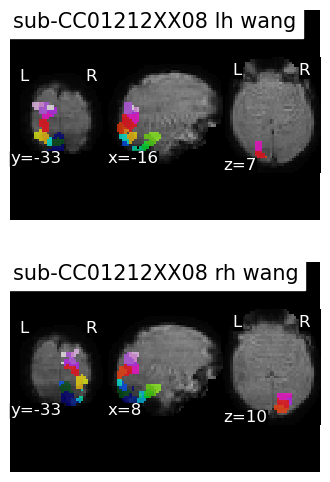 sub-CC01212XX08 lh wang
L R L R
y=-33 x=-16 z=7
sub-CC01212XX08 rh wang
L R L R
y=-33 x=8 z=10